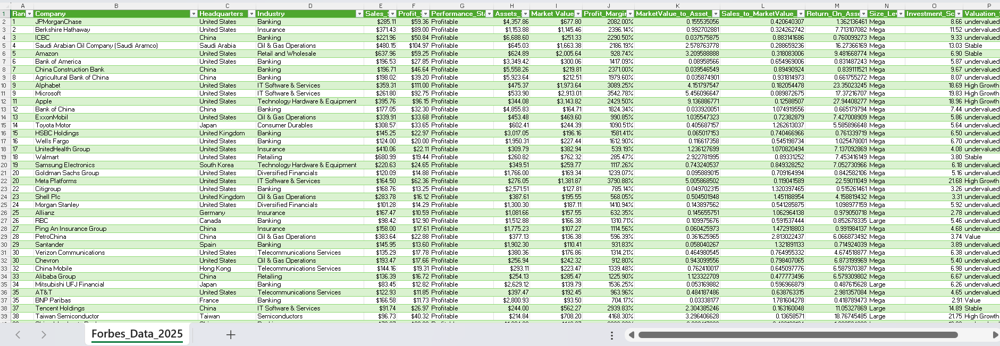 A B C D E F G H I J K L M N O P
1 Ran Company Headquarters Industry Sales_ Profit_ Performance_Sta Assets_ Market Value Profit_Margin MarketValue_to_Asset Sales_to_MarketValue Return_On_Asse Size_Lev Investment_Sc Valuation_
2 1 JPMorganChase United States Banking $285.11 $59.36 Profitable $4,357.86 $677.80 2082.00% 0.155535056 0.420640307 1.362136461 Mega 8.66 undervalued
3 2 Berkshire Hathaway United States Insurance $371.43 $89.00 Profitable $1,153.88 $1,145.46 2396.14% 0.992702881 0.324262742 7.713107082 Mega 11.52 undervalued
4 3 ICBC China Banking $221.96 $50.84 Profitable $6,688.60 $251.33 2290.50% 0.037575875 0.883141686 0.760099273 Mega 9.33 undervalued
5 4 Saudi Arabian Oil Company (Saudi Aramco) Saudi Arabia Oil & Gas Operations $480.15 $104.97 Profitable $645.03 $1,663.38 2186.19% 2.578763778 0.288659236 16.27366169 Mega 13.03 Stable
6 5 Amazon United States Retail and Wholesale $637.96 $59.25 Profitable $624.89 $2,005.64 928.74% 3.209588888 0.318083006 9.481668774 Mega 6.90 Stable
7 6 Bank of America United States Banking $196.53 $27.85 Profitable $3,349.42 $300.06 1417.09% 0.08958566 0.654969006 0.831487243 Mega 5.87 undervalued
8 7 China Construction Bank China Banking $196.71 $46.64 Profitable $5,558.26 $219.81 2371.00% 0.039546549 0.89490924 0.839111521 Mega 9.67 undervalued
9 8 Agricultural Bank of China China Banking $198.02 $39.20 Profitable $5,923.64 $212.51 1979.60% 0.035874901 0.931814973 0.661755272 Mega 8.07 undervalued
10 9 Alphabet United States IT Software & Services $359.31 $111.00 Profitable $475.37 $1,973.64 3089.25% 4.151797547 0.182054478 23.35023245 Mega 18.69 High Growth
11 9 Microsoft United States IT Software & Services $261.80 $92.75 Profitable $533.90 $2,913.01 3542.78% 5.456096647 0.089872675 17.37216707 Mega 19.83 High Growth
12 11 Apple United States Technology Hardware & Equipment $395.76 $96.15 Profitable $344.08 $3,143.82 2429.50% 9.136886771 0.12588507 27.94408277 Mega 18.96 High Growth
13 12 Bank of China China Banking $177.05 $32.30 Profitable $4,855.83 $164.71 1824.34% 0.033920051 1.074919556 0.665179794 Mega 7.44 undervalued
14 13 ExxonMobil United States Oil & Gas Operations $339.91 $33.68 Profitable $453.48 $469.60 990.85% 1.035547323 0.72382879 7.427008909 Mega 5.86 undervalued
15 14 Toyota Motor Japan Consumer Durables $308.57 $33.65 Profitable $602.41 $244.39 1090.51% 0.405687157 1.262613037 5.585896648 Mega 5.64 undervalued
16 15 HSBC Holdings United Kingdom Banking $145.25 $22.97 Profitable $3,017.05 $196.16 1581.41% 0.065017153 0.740466966 0.761339719 Mega 6.50 undervalued
17 16 Wells Fargo United States Banking $124.00 $20.00 Profitable $1,950.31 $227.44 1612.90% 0.116617358 0.545198734 1.025478001 Mega 6.70 undervalued
18 17 UnitedHealth Group United States Insurance $410.06 $22.11 Profitable $309.79 $382.94 539.19% 1.236127699 1.070820494 7.137092869 Mega 4.08 undervalued
19 18 Walmart United States Retailing $680.99 $19.44 Profitable $260.82 $762.32 285.47% 2.922781995 0.89331252 7.453416149 Mega 3.80 Stable
20 19 Samsung Electronics South Korea Technology Hardware & Equipment $220.63 $24.65 Profitable $349.51 $259.77 1117.26% 0.743240537 0.849328252 7.052730966 Mega 6.18 undervalued
21 20 Goldman Sachs Group United States Diversified Financials $120.09 $14.88 Profitable $1,766.00 $169.34 1239.07% 0.095889015 0.709164994 0.842582106 Mega 5.16 undervalued
22 20 Meta Platforms United States IT Software & Services $164.50 $62.36 Profitable $276.05 $1,381.87 3790.88% 5.005868502 0.119041589 22.59011049 Mega 21.68 High Growth
23 22 Citigroup United States Banking $168.76 $13.25 Profitable $2,571.51 $127.81 785.14% 0.049702315 1.320397465 0.515261461 Mega 3.26 undervalued
24 23 Shell Plc United Kingdom Oil & Gas Operations $283.78 $16.12 Profitable $387.61 $195.55 568.05% 0.504501948 1.451188954 4.158819432 Mega 3.31 undervalued
25 24 Morgan Stanley United States Diversified Financials $101.28 $14.29 Profitable $1,300.30 $187.11 1410.94% 0.143897562 0.541285875 1.098977159 Mega 5.92 undervalued
26 25 Allianz Germany Insurance $167.47 $10.59 Profitable $1,081.66 $157.55 632.35% 0.145655751 1.062964138 0.979050718 Mega 2.78 undervalued
27 26 RBC Canada Banking $98.42 $12.90 Profitable $1,512.88 $166.38 1310.71% 0.109975676 0.591537444 0.852678335 Large 5.46 undervalued
28 27 Ping An Insurance Group China Insurance $158.00 $17.61 Profitable $1,775.23 $107.27 1114.56% 0.060425973 1.472918803 0.991984137 Mega 4.68 undervalued
29 28 PetroChina China Oil & Gas Operations $383.64 $22.88 Profitable $377.13 $136.38 596.39% 0.361625965 2.813022437 6.066873492 Mega 3.74 Value
30 29 Santander Spain Banking $145.95 $13.60 Profitable $1,902.30 $110.41 931.83% 0.058040267 1.321891133 0.714924039 Mega 3.89 undervalued
31 30 Verizon Communications United States Telecommunications Services $135.29 $17.78 Profitable $380.36 $176.86 1314.21% 0.464980545 0.764955332 4.674518877 Mega 6.38 undervalued
32 30 Chevron United States Oil & Gas Operations $193.47 $17.66 Profitable $256.94 $242.32 912.80% 0.943099556 0.798407065 6.873199969 Mega 5.40 undervalued
33 32 China Mobile Hong Kong Telecommunications Services $144.16 $19.31 Profitable $293.11 $223.47 1339.48% 0.762410017 0.645097776 6.587970387 Mega 6.98 undervalued
34 33 Alibaba Group China Retailing $136.39 $16.72 Profitable $254.13 $285.47 1225.90% 1.123322709 0.477773496 6.579309802 Mega 6.67 undervalued
35 34 Mitsubishi UFJ Financial Japan Banking $83.45 $12.82 Profitable $2,629.12 $139.79 1536.25% 0.053169882 0.596966879 0.487615628 Large 6.26 undervalued
36 35 AT&T United States Telecommunications Services $122.93 $11.85 Profitable $397.47 $192.45 963.96% 0.484187486 0.638763315 2.981357084 Mega 4.65 undervalued
37 35 BNP Paribas France Banking $166.58 $11.73 Profitable $2,800.93 $93.50 704.17% 0.03338177 1.781604278 0.418789473 Mega 2.91 Value
38 37 Tencent Holdings China IT Software & Services $91.74 $26.97 Profitable $244.00 $562.27 2939.83% 2.304385246 0.163160048 11.05327869 Large 14.89 Stable
39 38 Taiwan Semiconductor Taiwan Semiconductors $96.73 $40.32 Profitable $214.84 $708.20 4168.30% 3.296406628 0.13658571 18.76745485 Large 21.75 High Growth
Forbes_Data_2025